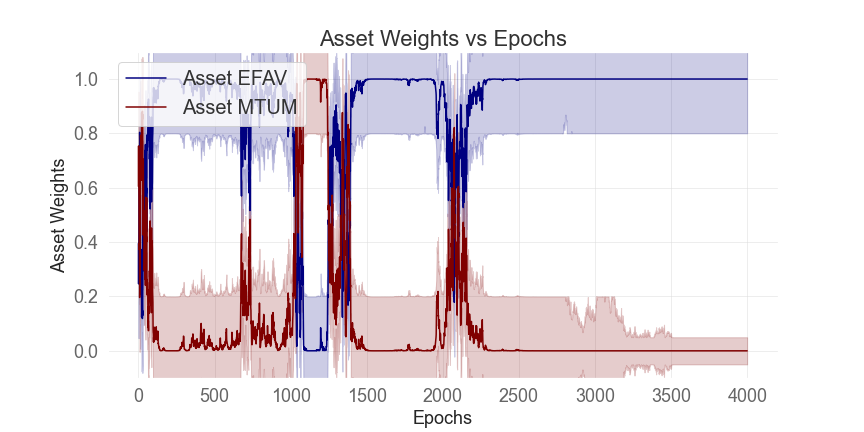 Asset Weights vs Epochs
Asset EFAV
Asset MTUM
Asset Weights
1.0
0.8
0.6
0.4
0.2
0.0
0 500 1000 1500 2000 2500 3000 3500 4000
Epochs